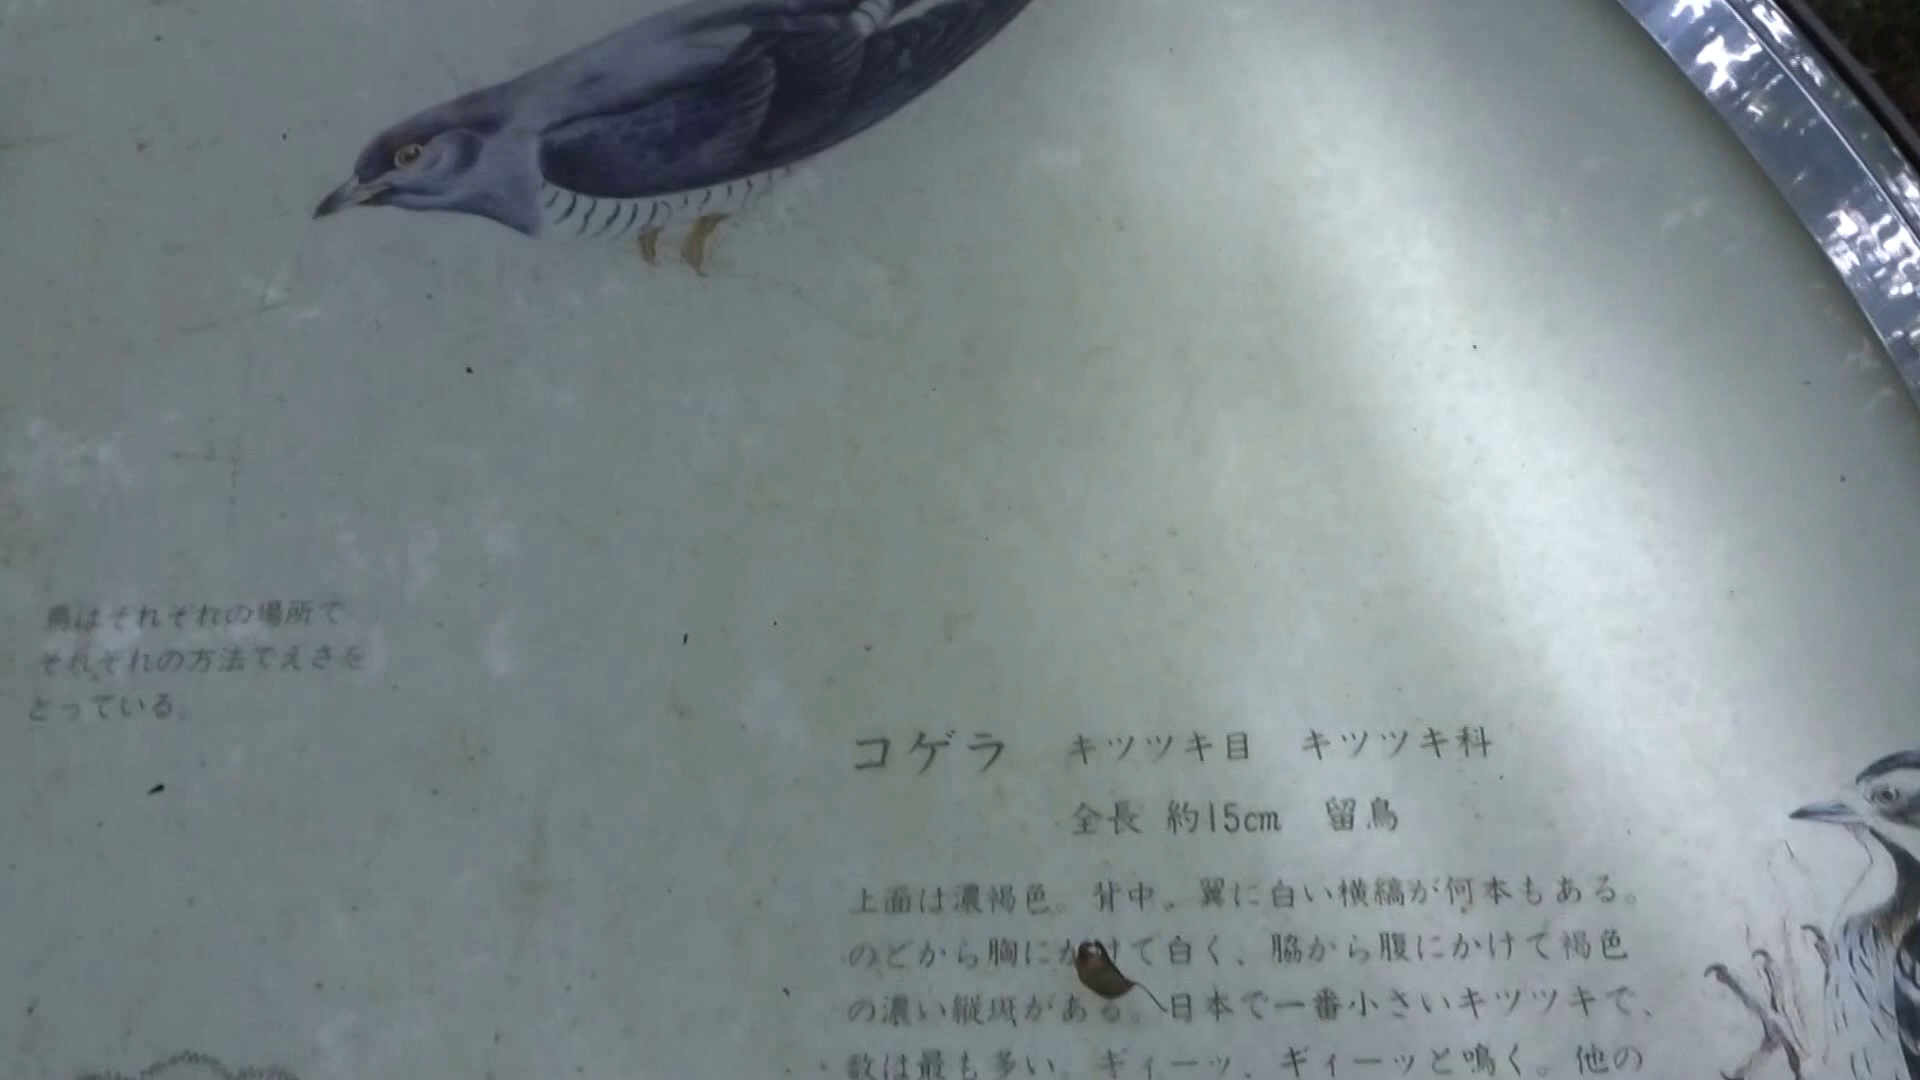 鳥はそれぞれの場所で
それぞれの方法でえさを
とっている。
コゲラ キツツキ目 キツツキ科
全長 約15cm 留鳥
上面は濃褐色。背中、翼に白い横縞が何本もある。
のどから胸にかけて白く、脇から腹にかけて褐色
の濃い縦斑がある。日本で一番小さいキツツキで、
数は最も多い。ギィーッ、ギィーッと鳴く。他の